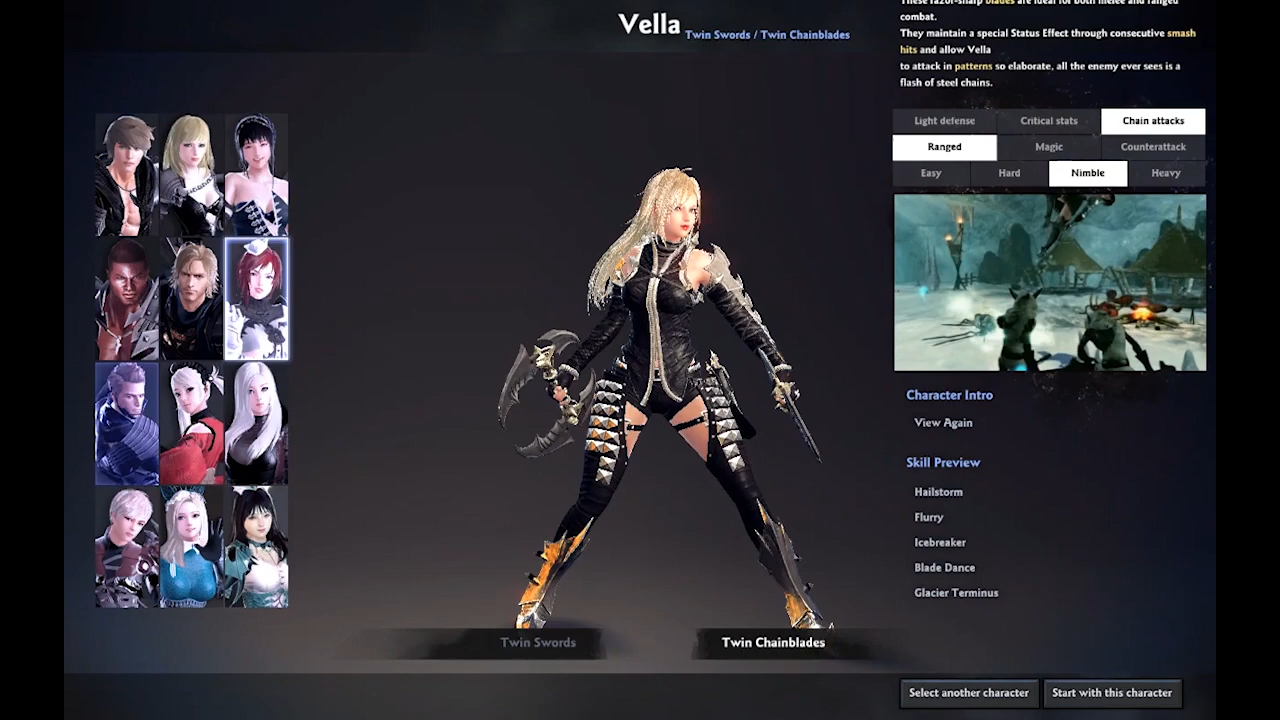 Vella Twin Swords / Twin Chainblades
These razor-sharp blades are ideal for both melee and ranged
combat.
They maintain a special Status Effect through consecutive smash
hits and allow Vella
to attack in patterns so elaborate, all the enemy ever sees is a
flash of steel chains.
Light defense Critical stats Chain attacks
Ranged Magic Counterattack
Easy Hard Nimble Heavy
Character Intro
View Again
Skill Preview
Hailstorm
Flurry
Icebreaker
Blade Dance
Glacier Terminus
Twin Swords Twin Chainblades
Select another character Start with this character